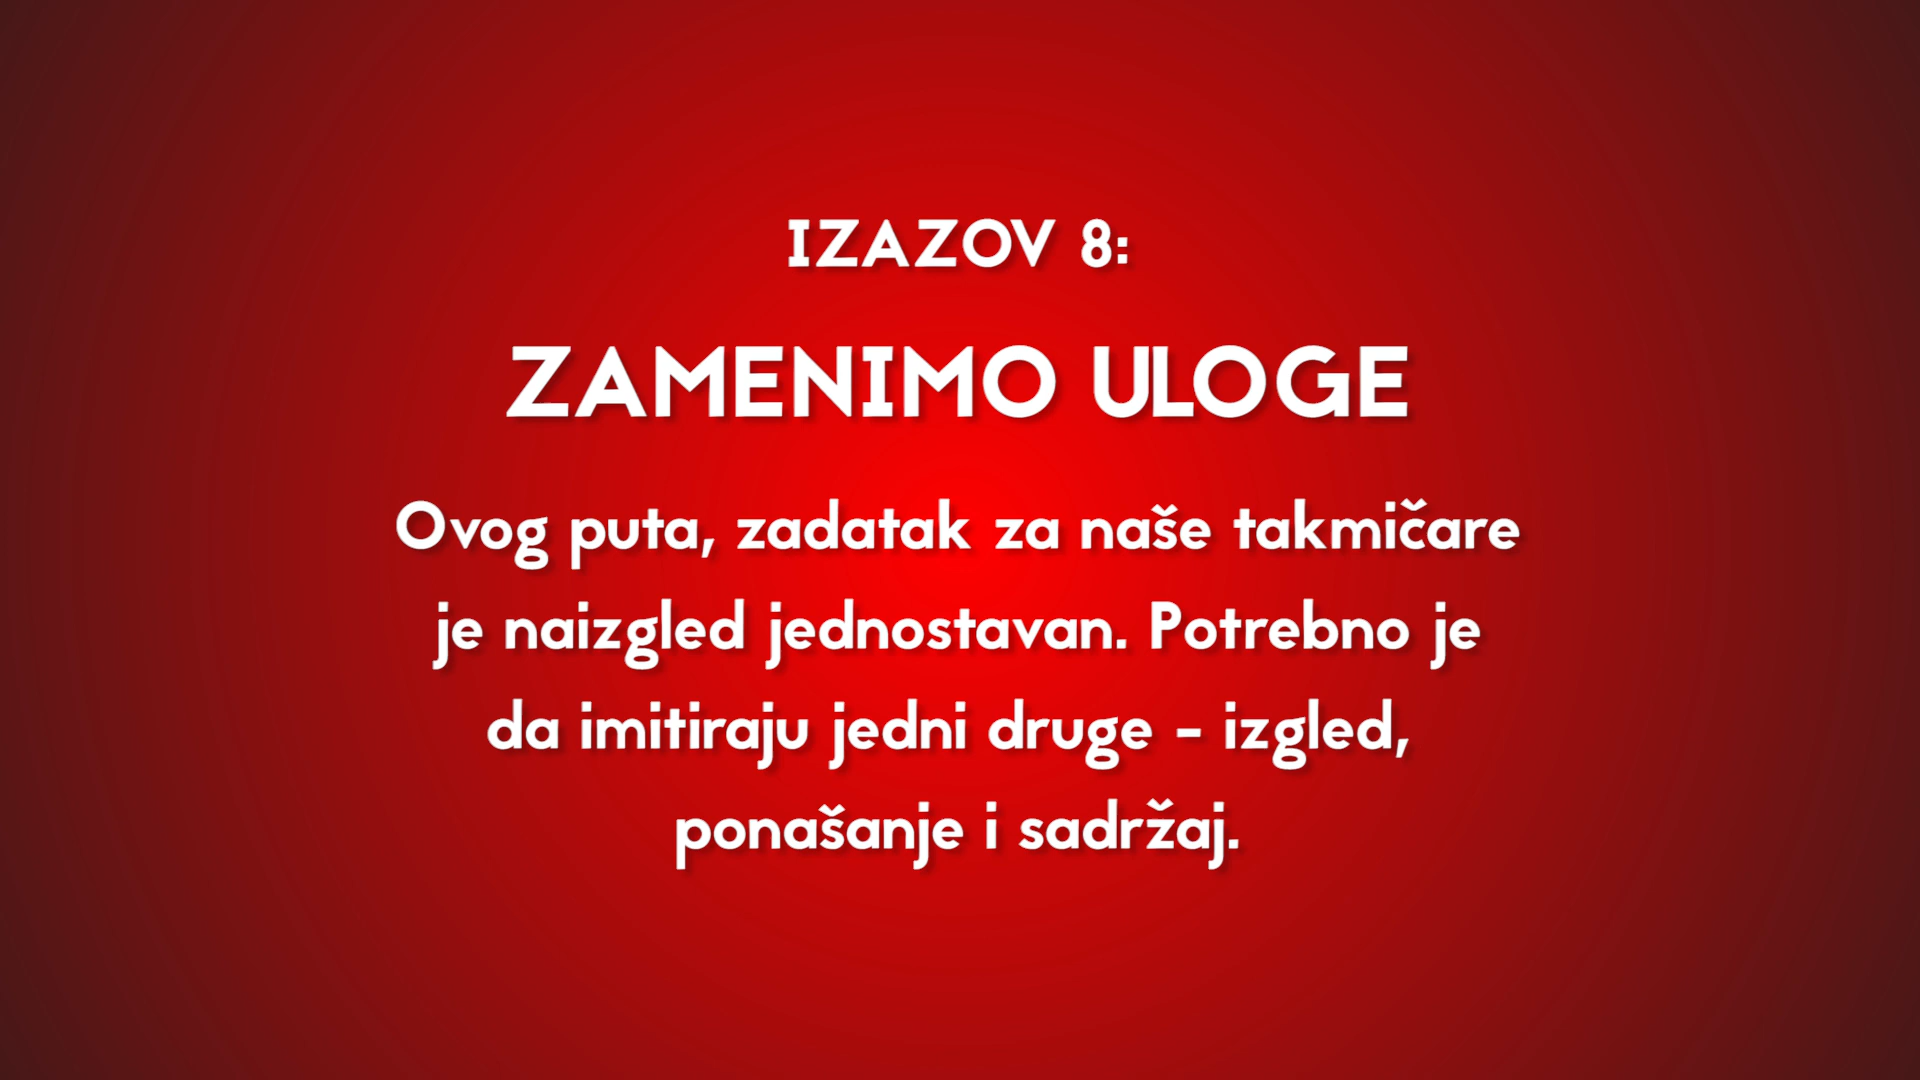 IZAZOV 8:
ZAMENIMO ULOGE
Ovog puta, zadatak za naše takmičare
je naizgled jednostavan. Potrebno je
da imitiraju jedni druge - izgled,
ponašanje i sadržaj.